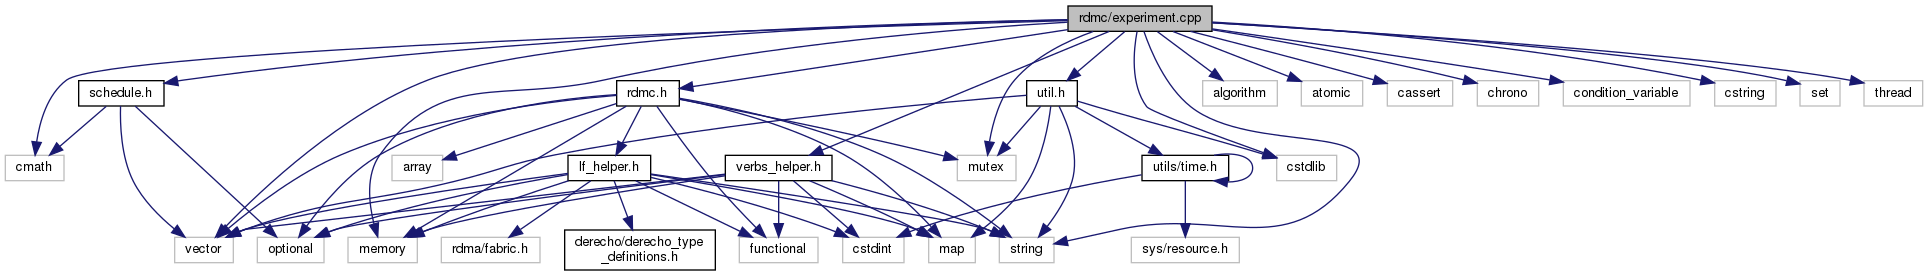 rdmc/experiment.cpp
schedule.h
rdmc.h
util.h
algorithm
atomic
cassert
chrono
condition_variable
cstring
set
thread
cmath
array
lf_helper.h
verbs_helper.h
mutex
utils/time.h
cstdlib
vector
optional
memory
rdma/fabric.h
derecho/derecho_type
_definitions.h
functional
cstdint
map
string
sys/resource.h